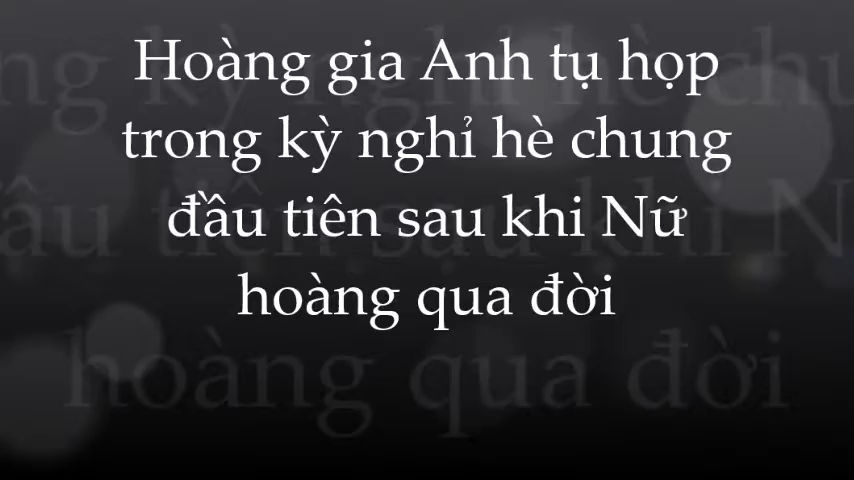 Hoàng gia Anh tụ họp
trong kỳ nghỉ hè chung
đầu tiên sau khi Nữ
hoàng qua đời